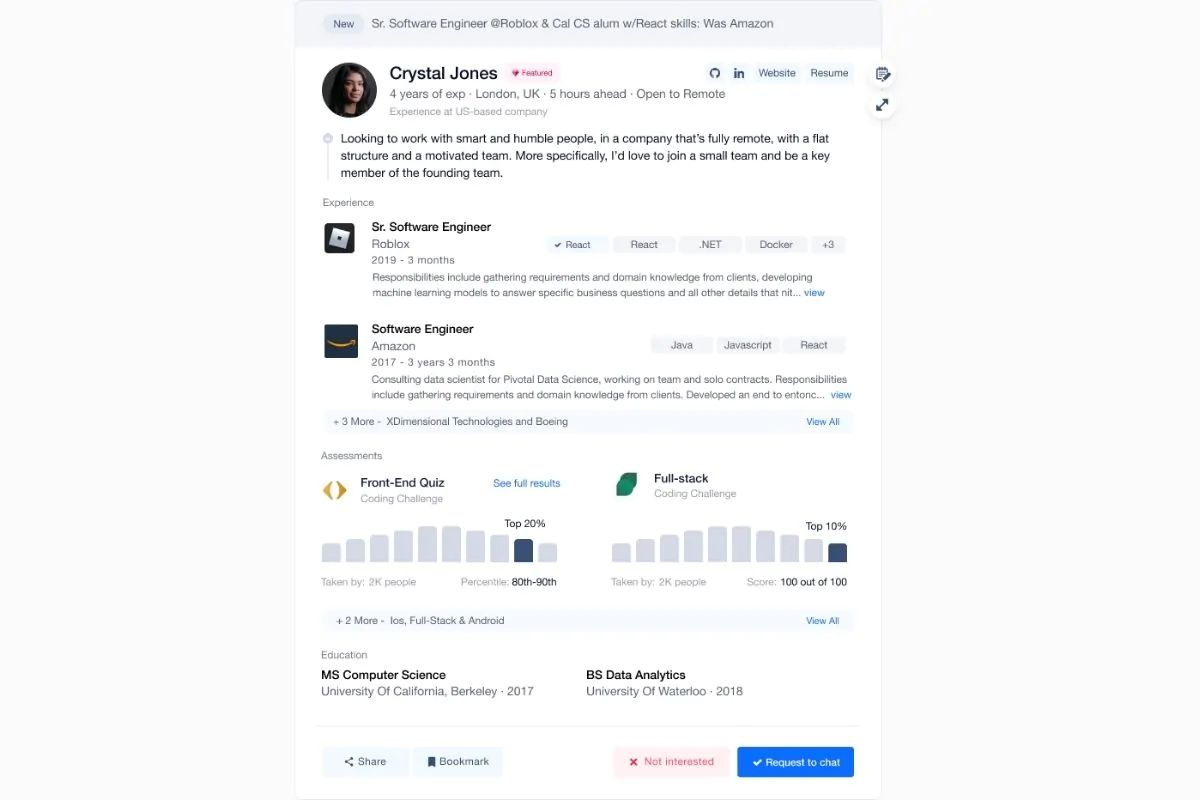 New Sr. Software Engineer @Roblox & Cal CS alum w/React skills: Was Amazon
Crystal Jones Featured Website Resume
4 years of exp · London, UK · 5 hours ahead · Open to Remote
Experience at US-based company
Looking to work with smart and humble people, in a company that's fully remote, with a flat
structure and a motivated team. More specifically, I'd love to join a small team and be a key
member of the founding team.
Experience
Sr. Software Engineer
Roblox React React .NET Docker +3
2019 - 3 months
Responsibilities include gathering requirements and domain knowledge from clients, developing
machine learning models to answer specific business questions and all other details that nit... view
Software Engineer
Amazon Java Javascript React
2017 - 3 years 3 months
Consulting data scientist for Pivotal Data Science, working on team and solo contracts. Responsibilities
include gathering requirements and domain knowledge from clients. Developed an end to entonc... view
+ 3 More - XDimensional Technologies and Boeing View All
Assessments
Front-End Quiz See full results
Coding Challenge
Top 20%
Taken by: 2K people Percentile: 80th-90th
Full-stack
Coding Challenge
Top 10%
Taken by: 2K people Score: 100 out of 100
+ 2 More - Ios, Full-Stack & Android View All
Education
MS Computer Science
University Of California, Berkeley · 2017
BS Data Analytics
University Of Waterloo · 2018
Share Bookmark Not interested Request to chat